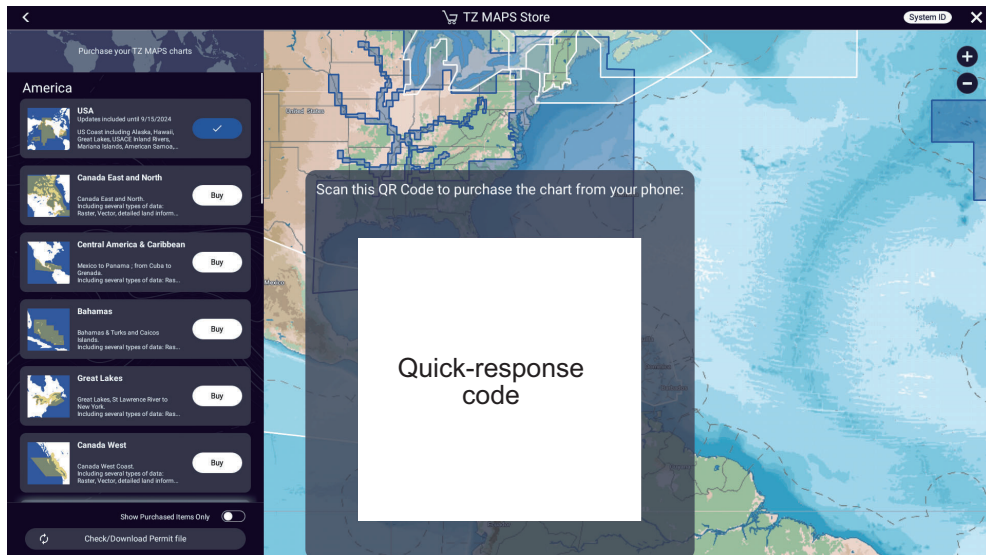 TZ MAPS Store
System ID
Purchase your TZ MAPS charts
America
USA
Updates included until 9/15/2024
US Coast including Alaska, Hawaii,
Great Lakes, USACE Inland Rivers,
Mariana Islands, American Samoa,...
Canada East and North
Canada East and North.
Including several types of data:
Raster, Vector, detailed land inform...
Buy
Central America & Caribbean
Mexico to Panama ; from Cuba to
Grenada.
Including several types of data: Ras...
Buy
Bahamas
Bahamas & Turks and Caicos
Islands.
Including several types of data: Ras...
Buy
Great Lakes
Great Lakes, St Lawrence River to
New York.
Including several types of data: Ras...
Buy
Canada West
Canada West Coast.
Including several types of data:
Raster, Vector, detailed land inform...
Buy
Show Purchased Items Only
Check/Download Permit file
United States
Mexico
Scan this QR Code to purchase the chart from your phone:
Quick-response
code